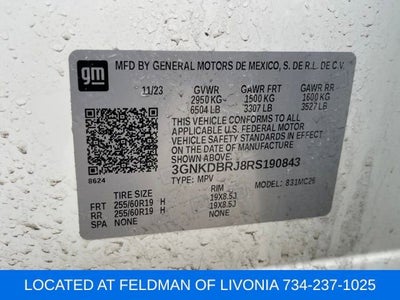 gm
MFD BY GENERAL MOTORS DE MEXICO, S. DE R.L. DE C.V.
11/23 GVWR GAWR FRT GAWR RR
2950 KG 1500 KG 1600 KG
6504 LB 3307 LB 3527 LB
THIS VEHICLE CONFORMS TO ALL
APPLICABLE U.S. FEDERAL MOTOR
VEHICLE SAFETY STANDARDS IN
EFFECT ON THE DATE OF
MANUFACTURE SHOWN ABOVE.
3GNKDBRJ8RS190843
TYPE: MPV MODEL: 831MC26
8624
TIRE SIZE RIM
FRT 255/60R19 H 19X8.5J
RR 255/60R19 H 19X8.5J
SPA NONE NONE
LOCATED AT FELDMAN OF LIVONIA 734-237-1025